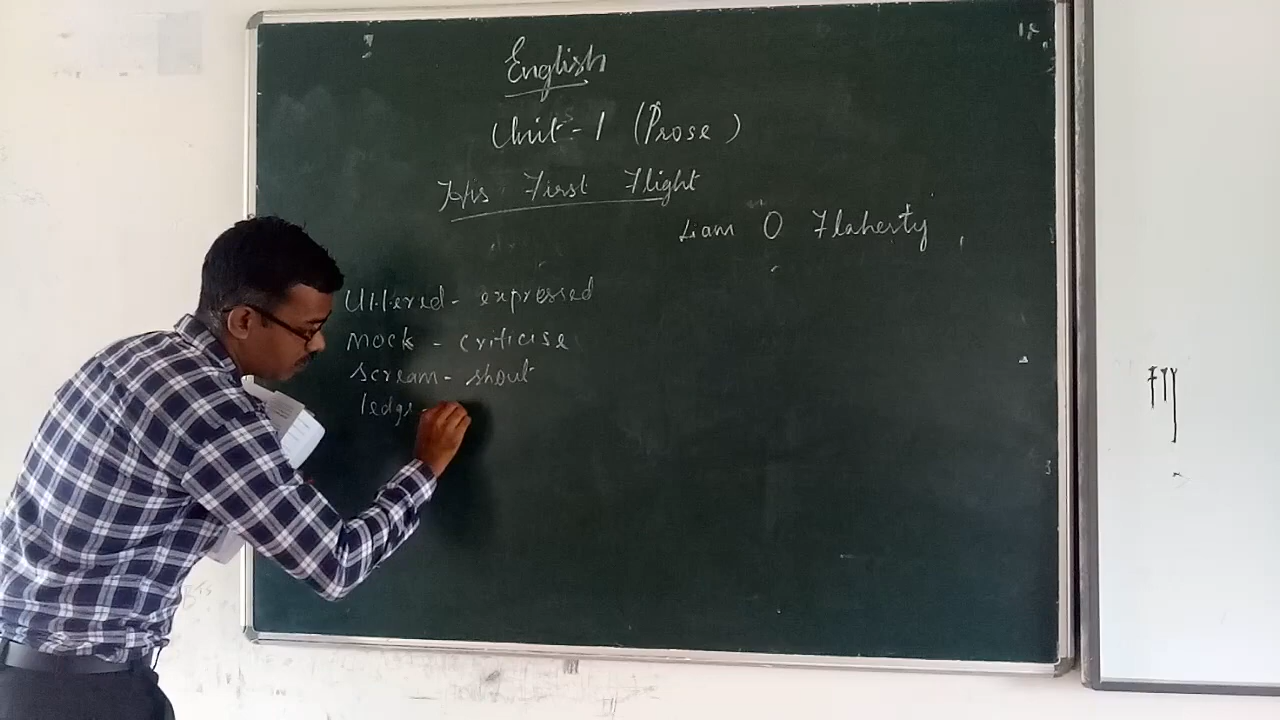 English
Unit - 1 (Prose)
His First Flight
Liam O Flaherty
Uttered - expressed
mock - criticise
scream - shout
ledge -